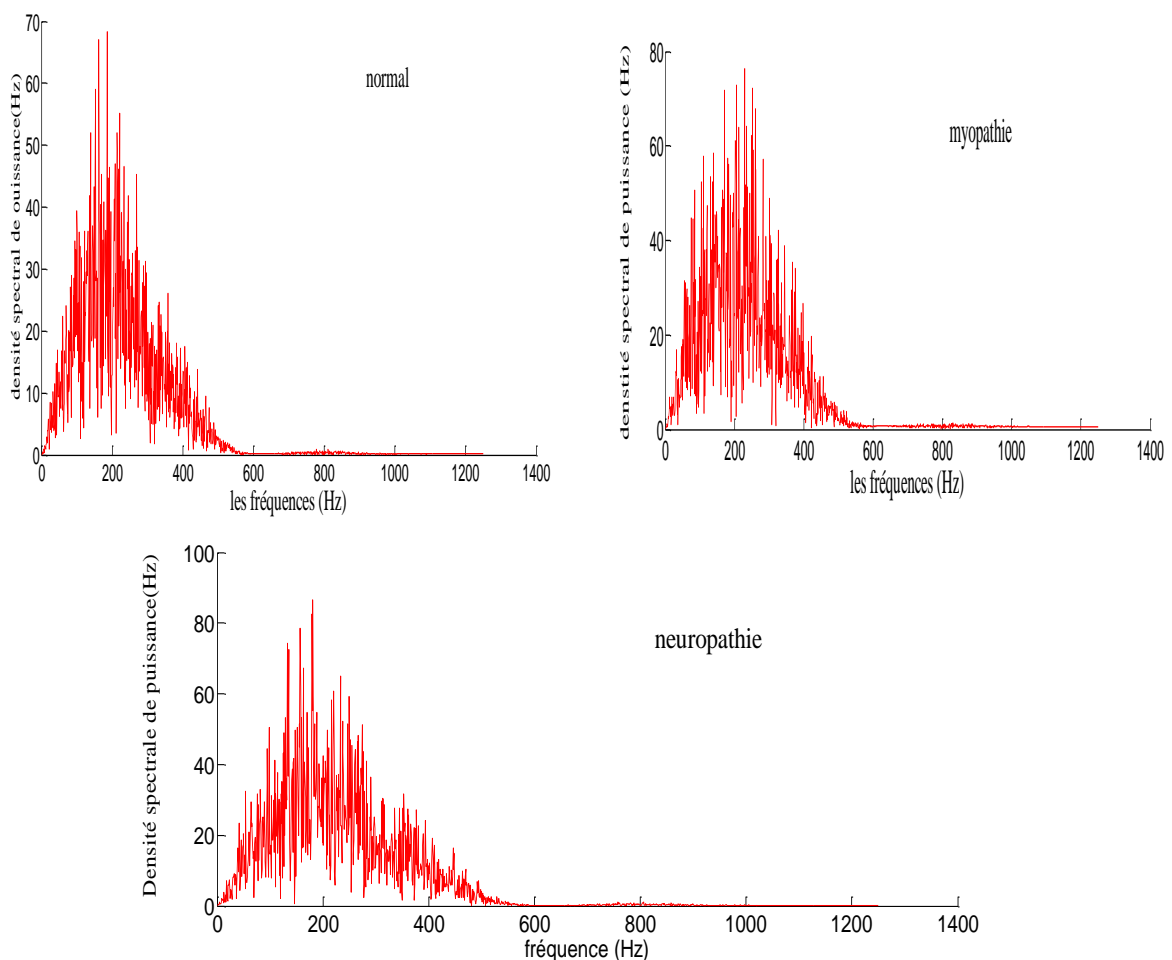 densité spectral de ouissance(Hz)
70
60
50
40
30
20
10
0
normal
0 200 400 600 800 1000 1200 1400
les fréquences (Hz)
denstité spectral de puissance (Hz)
80
60
40
20
0
myopathie
0 200 400 600 800 1000 1200 1400
les fréquences (Hz)
Densité spectrale de puissance(Hz)
100
80
60
40
20
0
neuropathie
0 200 400 600 800 1000 1200 1400
fréquence (Hz)